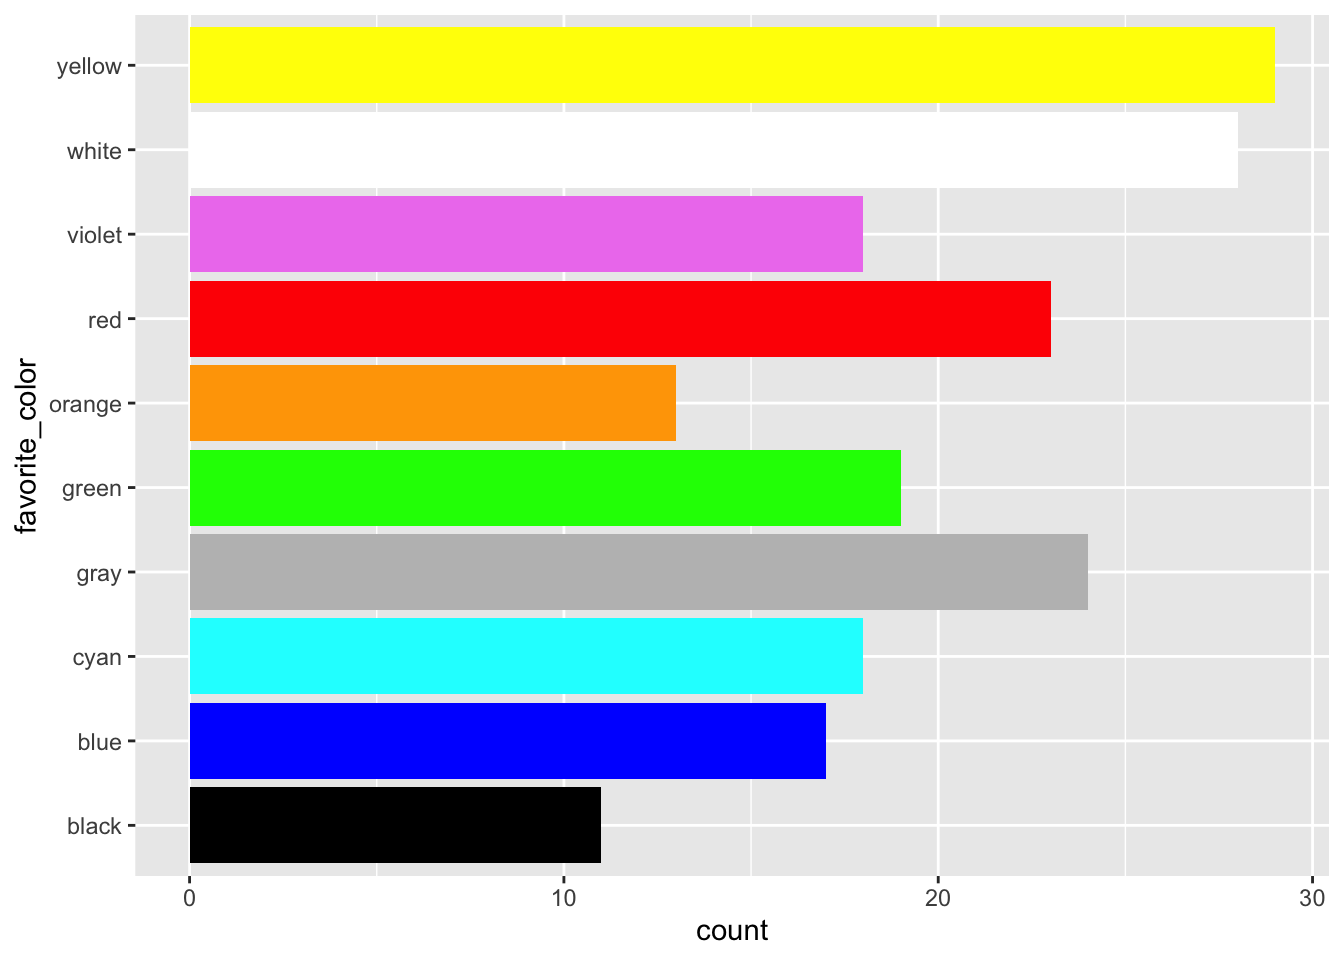 yellow
white
violet
red
orange
green
gray
cyan
blue
black
favorite_color
0 10 20 30
count